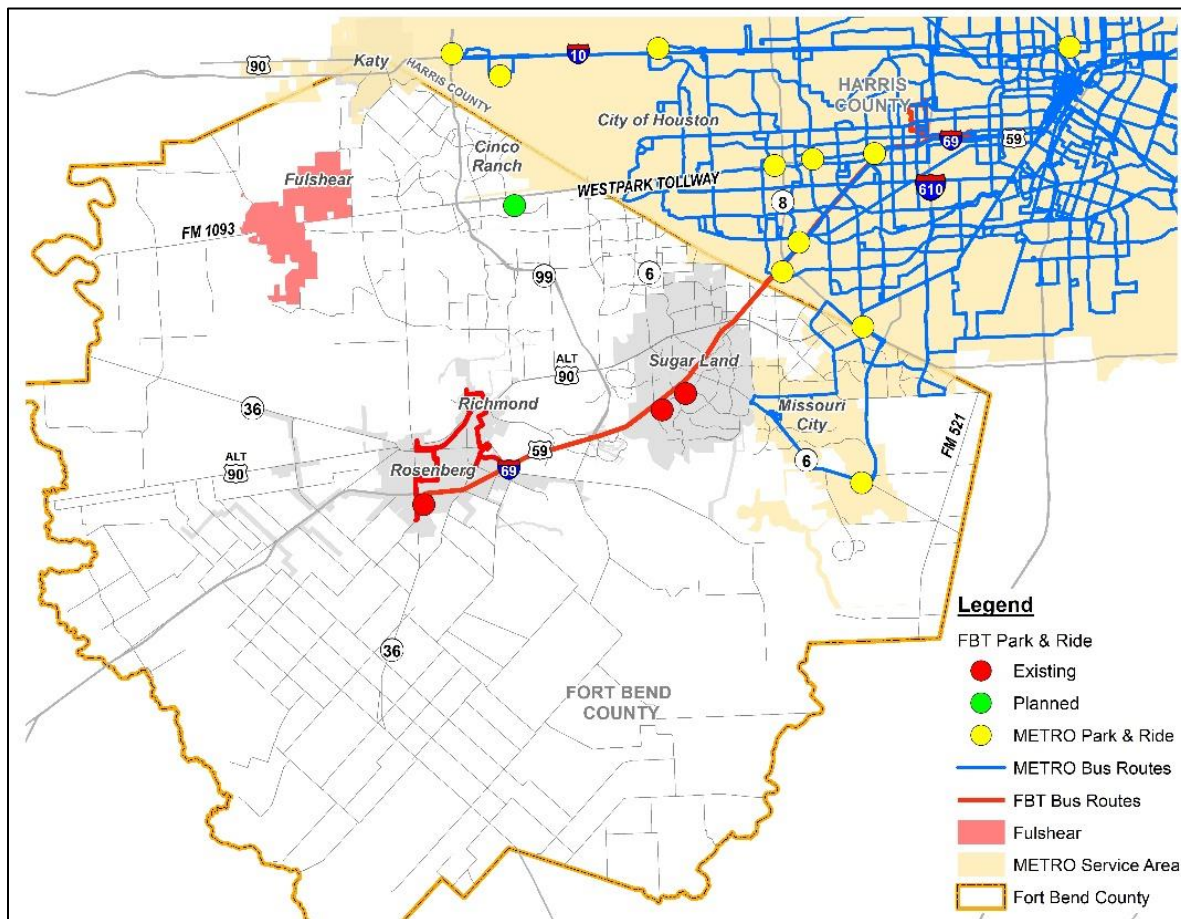 90
Katy
HARRIS COUNTY
10
HARRIS
COUNTY
City of Houston
69
59
Cinco
Ranch
Fulshear
WESTPARK TOLLWAY
610
8
FM 1093
99
6
ALT
90
Sugar Land
36
Richmond
Missouri
City
FM 521
59
ALT
90
Rosenberg
69
6
36
FORT BEND
COUNTY
Legend
FBT Park & Ride
Existing
Planned
METRO Park & Ride
METRO Bus Routes
FBT Bus Routes
Fulshear
METRO Service Area
Fort Bend County